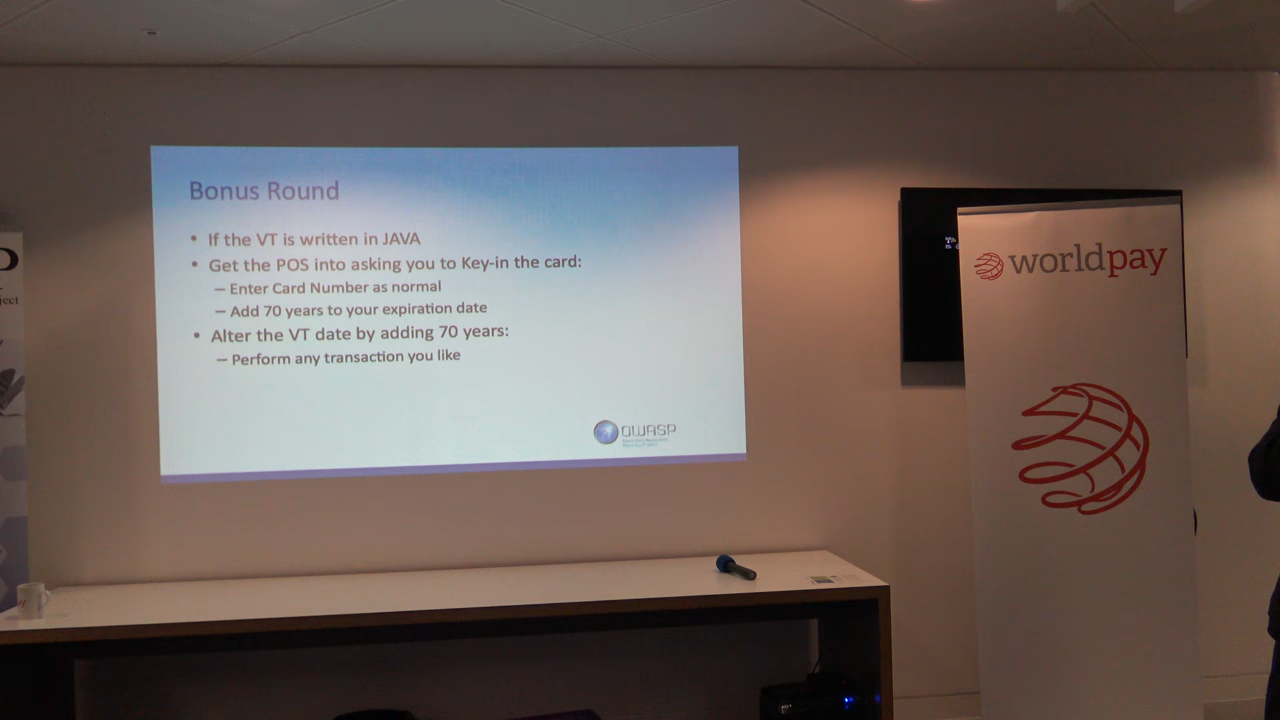 Bonus Round
• If the VT is written in JAVA
• Get the POS into asking you to Key-in the card:
– Enter Card Number as normal
– Add 70 years to your expiration date
• Alter the VT date by adding 70 years:
– Perform any transaction you like
OWASP
worldpay
ject